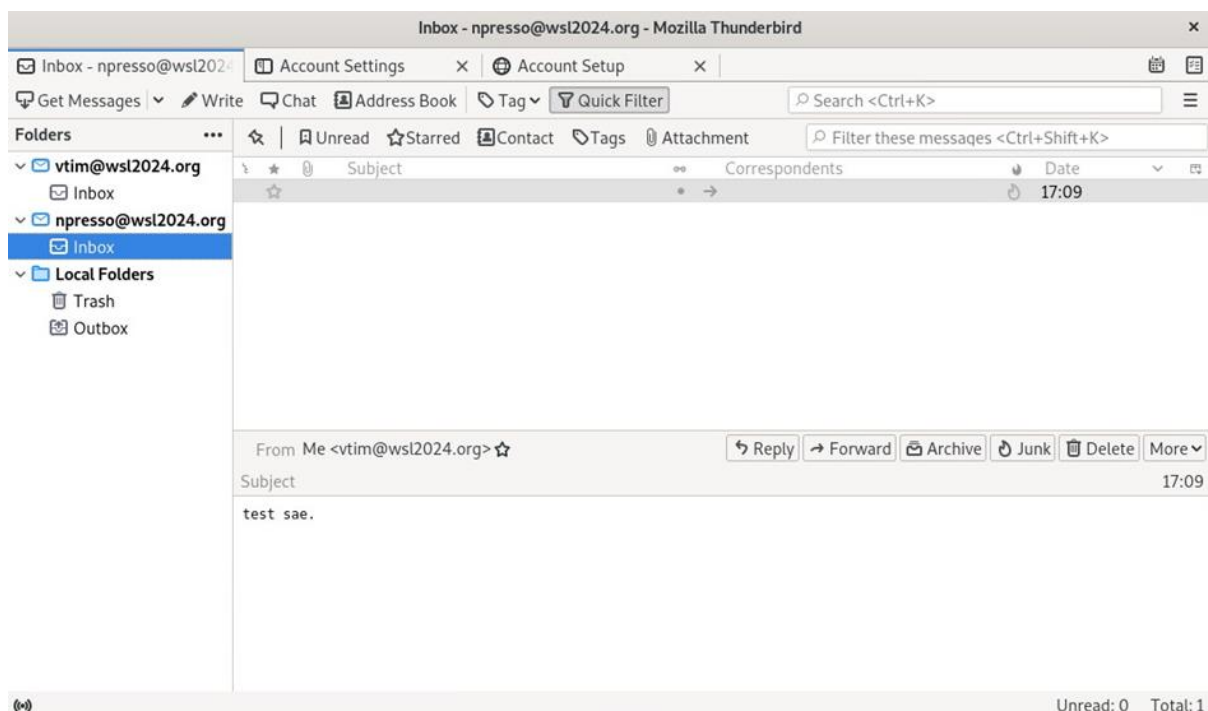 Inbox - npresso@wsl2024.org - Mozilla Thunderbird
Inbox - npresso@wsl2024 Account Settings Account Setup
Get Messages Write Chat Address Book Tag Quick Filter Search <Ctrl+K>
Folders Unread Starred Contact Tags Attachment Filter these messages <Ctrl+Shift+K>
vtim@wsl2024.org Subject Correspondents Date
Inbox 17:09
npresso@wsl2024.org
Inbox
Local Folders
Trash
Outbox
From Me <vtim@wsl2024.org> Reply Forward Archive Junk Delete More
Subject 17:09
test sae.
Unread: 0 Total: 1